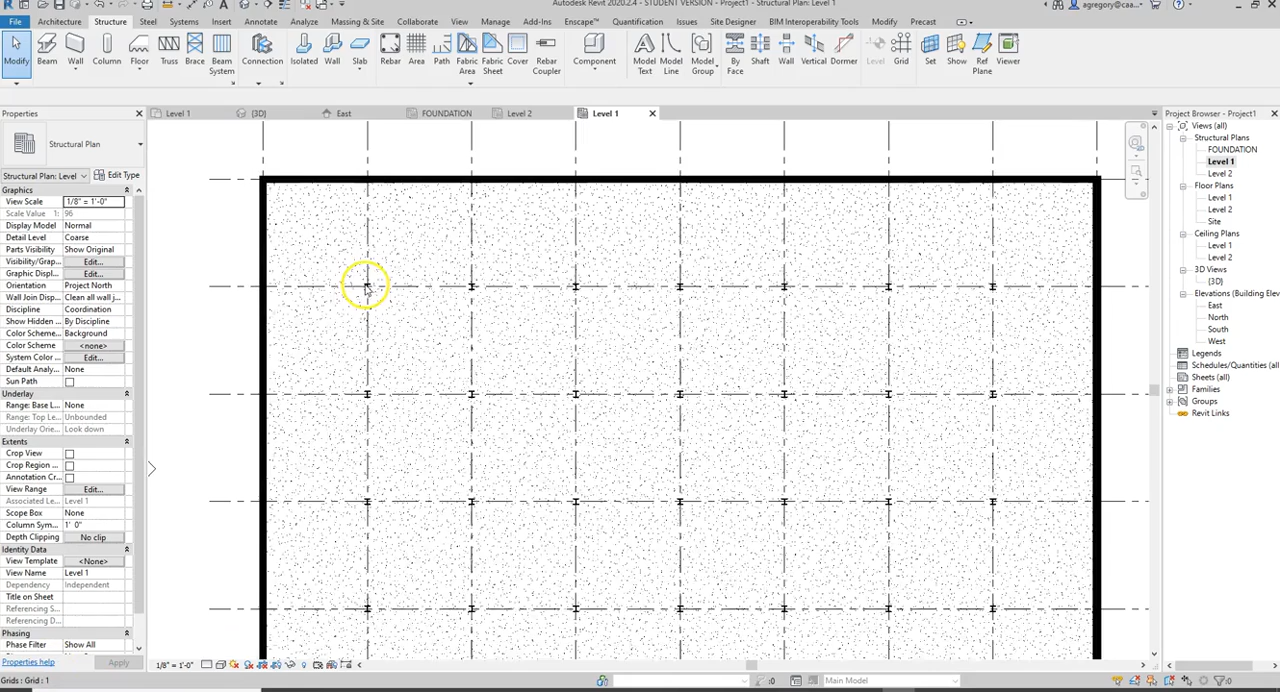 Autodesk Revit 2020.2.4 - STUDENT VERSION - Project1 - Structural Plan: Level 1
agregory@caa...
File Architecture Structure Steel Systems Insert Annotate Analyze Massing & Site Collaborate View Manage Add-Ins Enscape™ Quantification Issues Site Designer BIM Interoperability Tools Modify Precast
Modify Beam Wall Column Floor Truss Brace Beam System Connection Isolated Wall Slab Rebar Area Path Fabric Area Fabric Sheet Cover Rebar Coupler Component Model Text Model Line Model Group By Face Shaft Wall Vertical Dormer Level Grid Set Show Ref Plane Viewer
Properties
Level 1 {3D} East FOUNDATION Level 2 Level 1
Project Browser - Project1
Structural Plan
Structural Plan: Level Edit Type
Graphics
View Scale 1/8" = 1'-0"
Scale Value 1: 96
Display Model Normal
Detail Level Coarse
Parts Visibility Show Original
Visibility/Grap... Edit...
Graphic Displ... Edit...
Orientation Project North
Wall Join Disp... Clean all wall j...
Discipline Coordination
Show Hidden ... By Discipline
Color Scheme... Background
Color Scheme <none>
System Color ... Edit...
Default Analy... None
Sun Path
Underlay
Range: Base L... None
Range: Top Le... Unbounded
Underlay Orie... Look down
Extents
Crop View
Crop Region ...
Annotation Cr...
View Range Edit...
Associated Le... Level 1
Scope Box None
Column Sym... 1' 0"
Depth Clipping No clip
Identity Data
View Template <None>
View Name Level 1
Dependency Independent
Title on Sheet
Referencing S...
Referencing D...
Phasing
Phase Filter Show All
Properties help Apply
Views (all)
Structural Plans
FOUNDATION
Level 1
Level 2
Floor Plans
Level 1
Level 2
Site
Ceiling Plans
Level 1
Level 2
3D Views
{3D}
Elevations (Building Elev
East
North
South
West
Legends
Schedules/Quantities (all
Sheets (all)
Families
Groups
Revit Links
1/8" = 1'-0"
Grids : Grid : 1
:0 Main Model :0